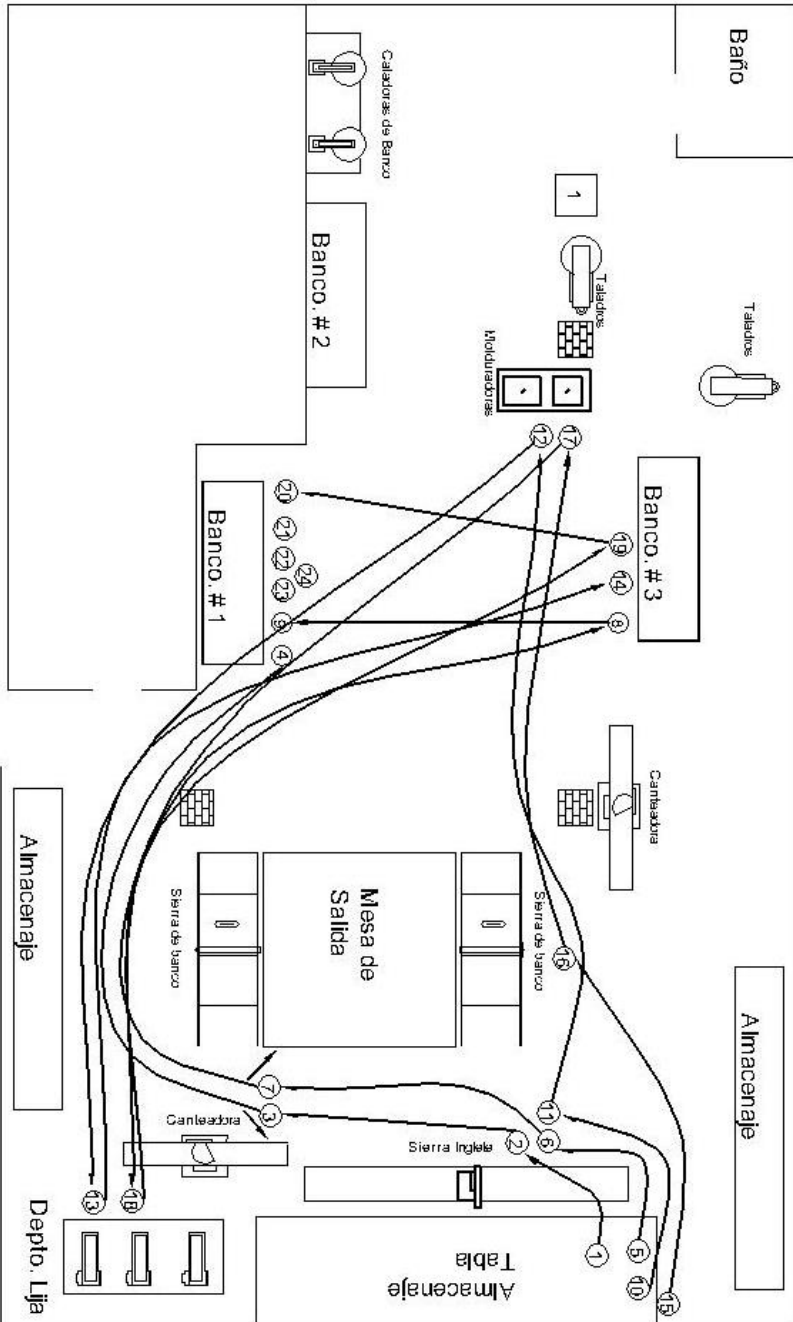 Baño
Caladoras de Banco
1
Banco. # 2
Taladros
Taladros
Molduradoras
12
17
20
21
22
24
23
9
4
Banco. # 1
19
14
8
Banco. # 3
Canteadora
Almacenaje
Sierra de banco
Mesa de
Salida
Sierra de banco
16
Almacenaje
7
3
11
6
2
Canteadora
Sierra Inglete
13
18
Depto. Lija
1
5
10
15
Almacenaje
Tabla